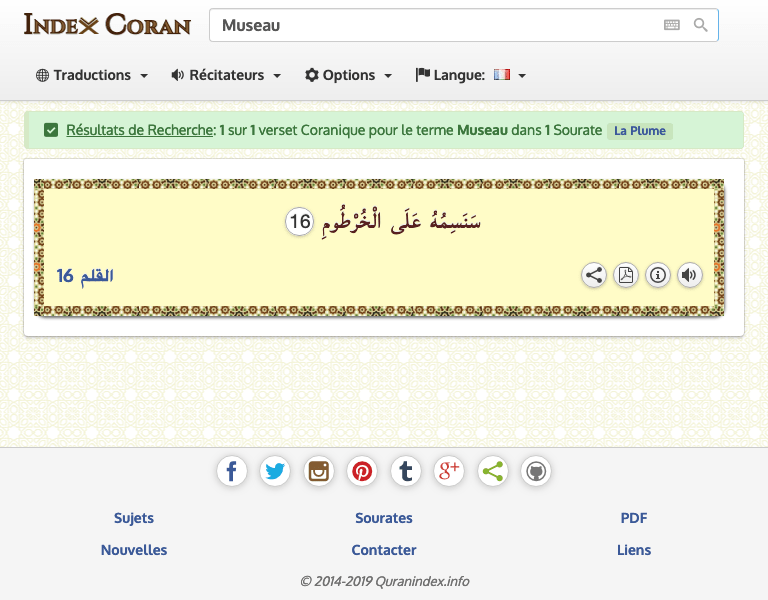 Index Coran
Museau
Traductions
Récitateurs
Options
Langue:
Résultats de Recherche: 1 sur 1 verset Coranique pour le terme Museau dans 1 Sourate La Plume
سَنَسِمُهُ عَلَى الْخُرْطُومِ 16
القلم 16
Sujets
Sourates
PDF
Nouvelles
Contacter
Liens
© 2014-2019 Quranindex.info